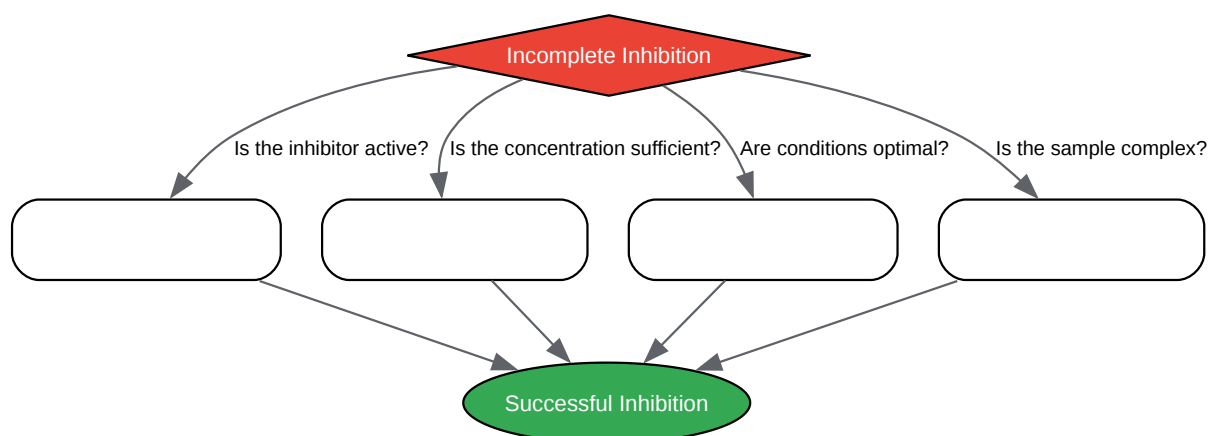 Incomplete Inhibition
Is the inhibitor active?
Is the concentration sufficient?
Are conditions optimal?
Is the sample complex?
Successful Inhibition